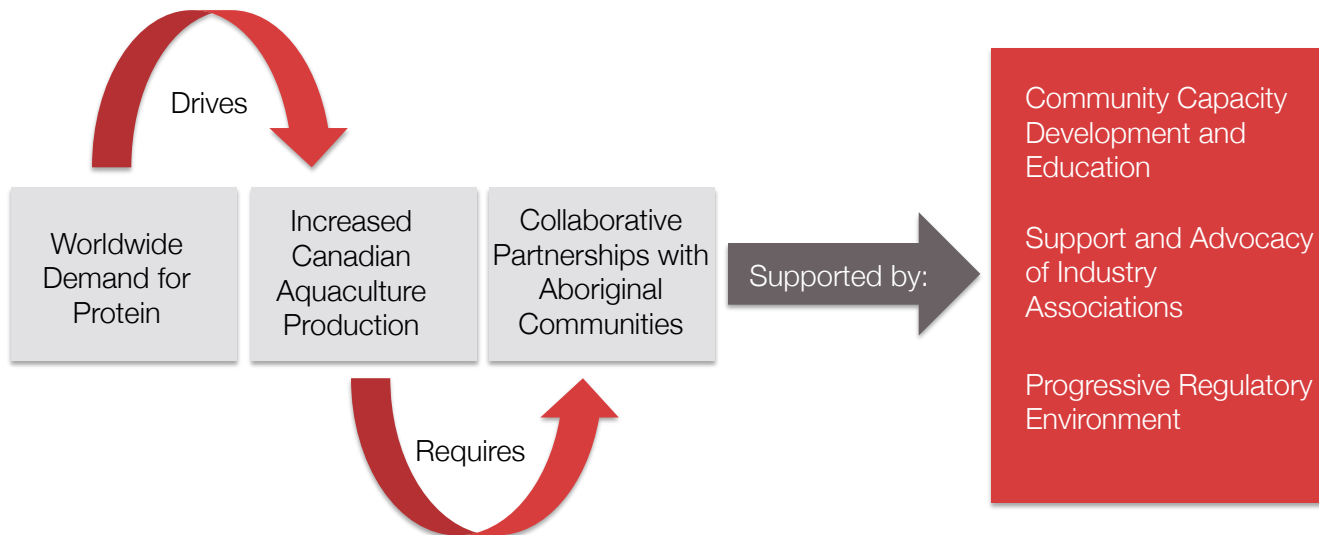 Drives
Worldwide
Demand for
Protein
Increased
Canadian
Aquaculture
Production
Collaborative
Partnerships with
Aboriginal
Communities
Requires
Supported by:
Community Capacity
Development and
Education
Support and Advocacy
of Industry
Associations
Progressive Regulatory
Environment